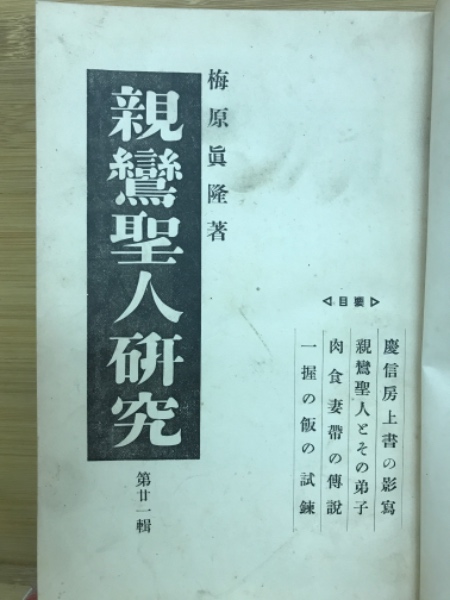 梅原眞隆著
親鸞聖人研究
第廿一輯
▷要目◁
慶信房上書の影寫
親鸞聖人とその弟子
肉食妻帶の傳說
一握の飯の試鍊